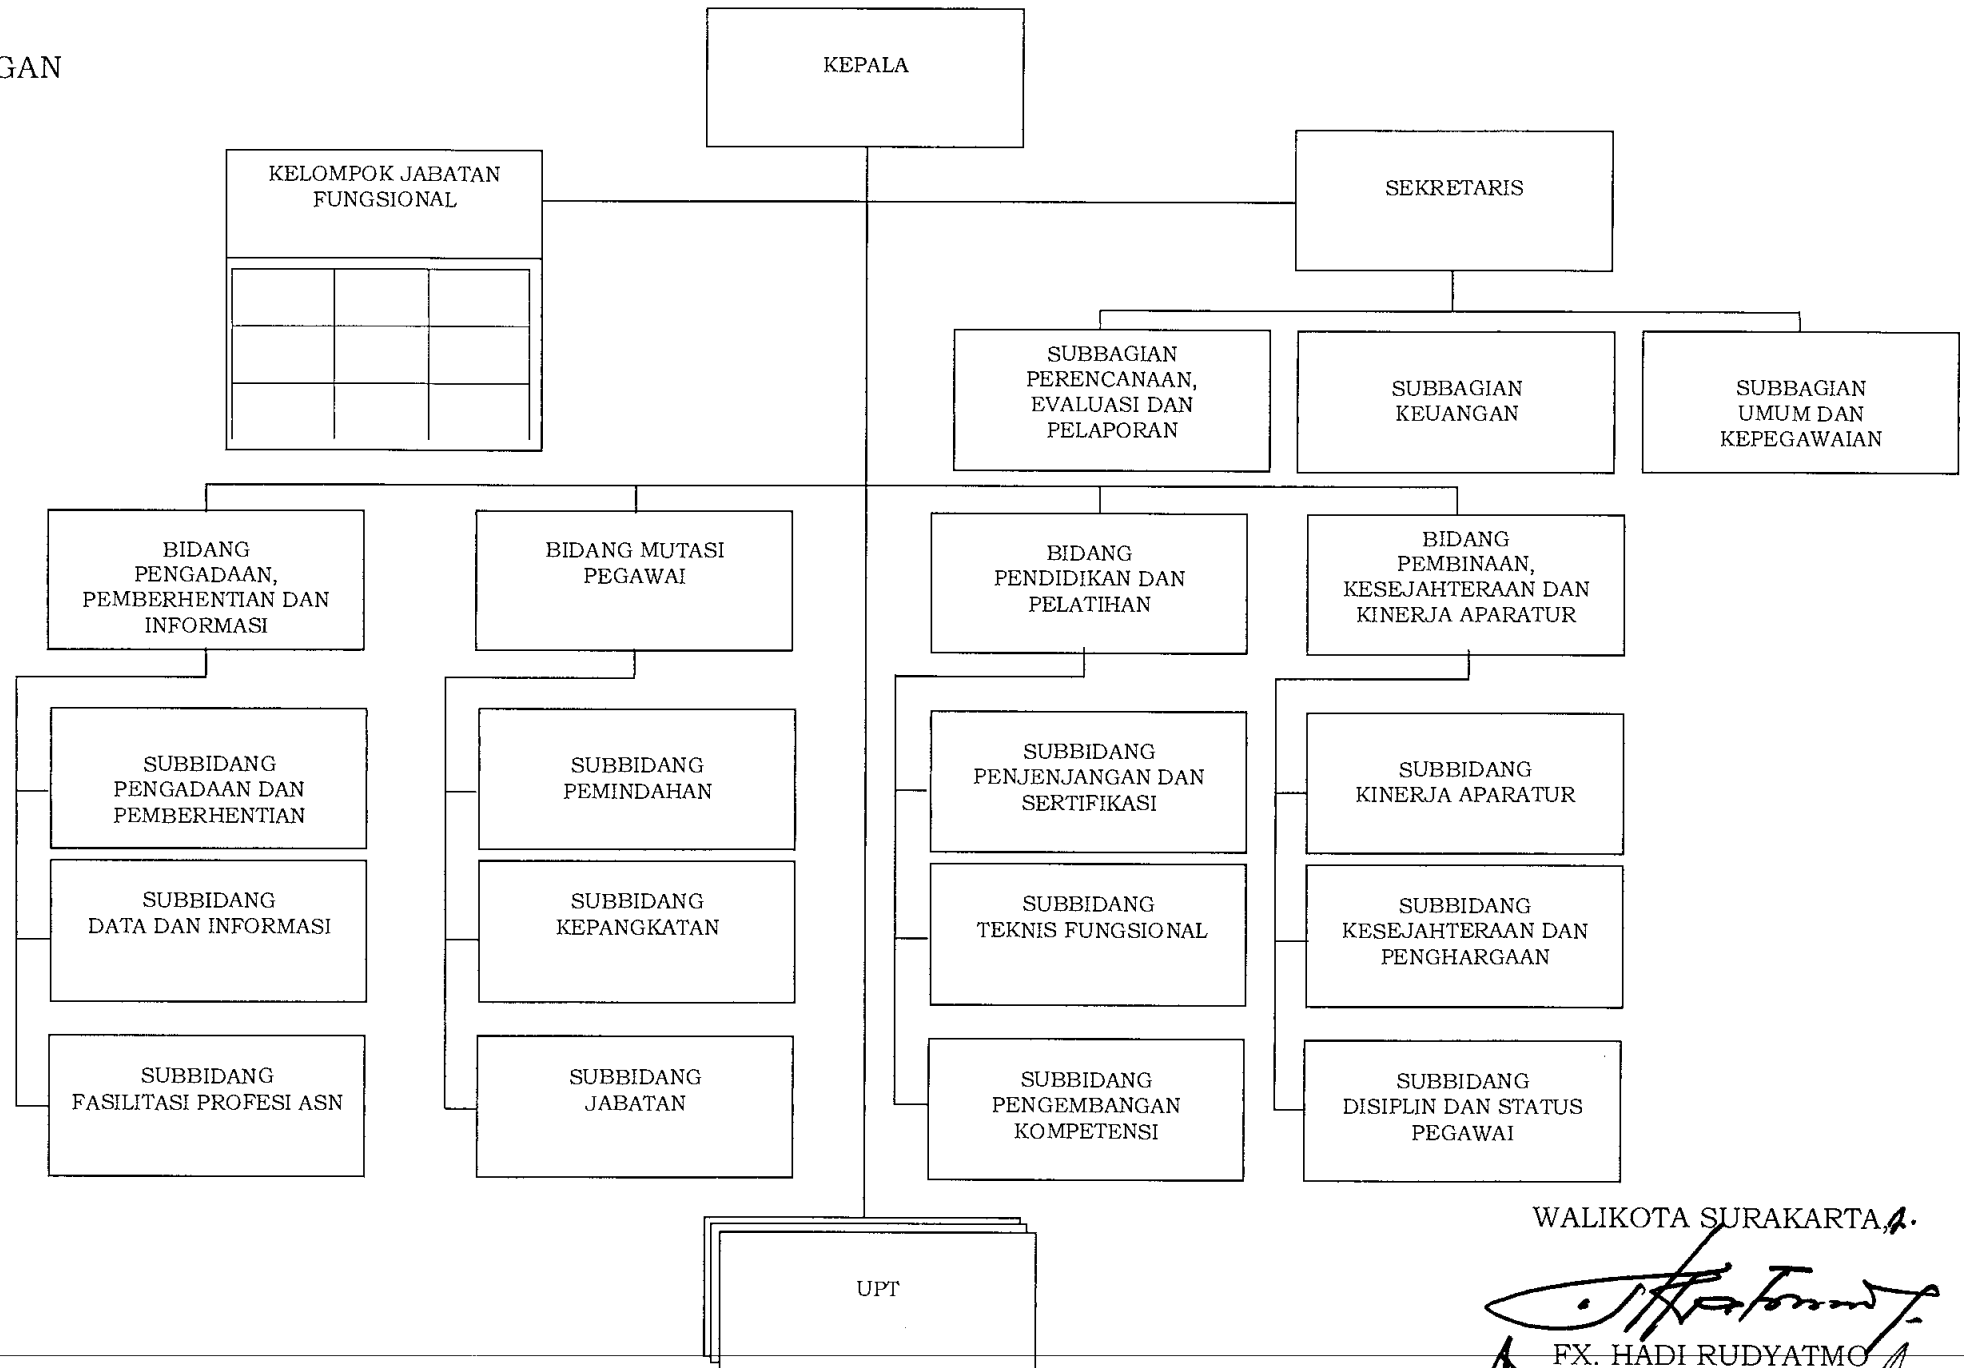 GAN
KEPALA
KELOMPOK JABATAN
FUNGSIONAL
SEKRETARIS
SUBBAGIAN
PERENCANAAN,
EVALUASI DAN
PELAPORAN
SUBBAGIAN
KEUANGAN
SUBBAGIAN
UMUM DAN
KEPEGAWAIAN
BIDANG
PENGADAAN,
PEMBERHENTIAN DAN
INFORMASI
BIDANG MUTASI
PEGAWAI
BIDANG
PENDIDIKAN DAN
PELATIHAN
BIDANG
PEMBINAAN,
KESEJAHTERAAN DAN
KINERJA APARATUR
SUBBIDANG
PENGADAAN DAN
PEMBERHENTIAN
SUBBIDANG
PEMINDAHAN
SUBBIDANG
PENJENJANGAN DAN
SERTIFIKASI
SUBBIDANG
KINERJA APARATUR
SUBBIDANG
DATA DAN INFORMASI
SUBBIDANG
KEPANGKATAN
SUBBIDANG
TEKNIS FUNGSIONAL
SUBBIDANG
KESEJAHTERAAN DAN
PENGHARGAAN
SUBBIDANG
FASILITASI PROFESI ASN
SUBBIDANG
JABATAN
SUBBIDANG
PENGEMBANGAN
KOMPETENSI
SUBBIDANG
DISIPLIN DAN STATUS
PEGAWAI
UPT
WALIKOTA SURAKARTA,
FX. HADI RUDYATMO